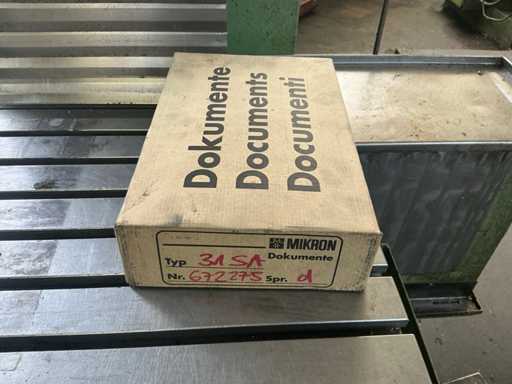 Dokumente
Documents
Documenti
MIKRON
Typ 31 SA Dokumente
Nr. 672275 Spr. d